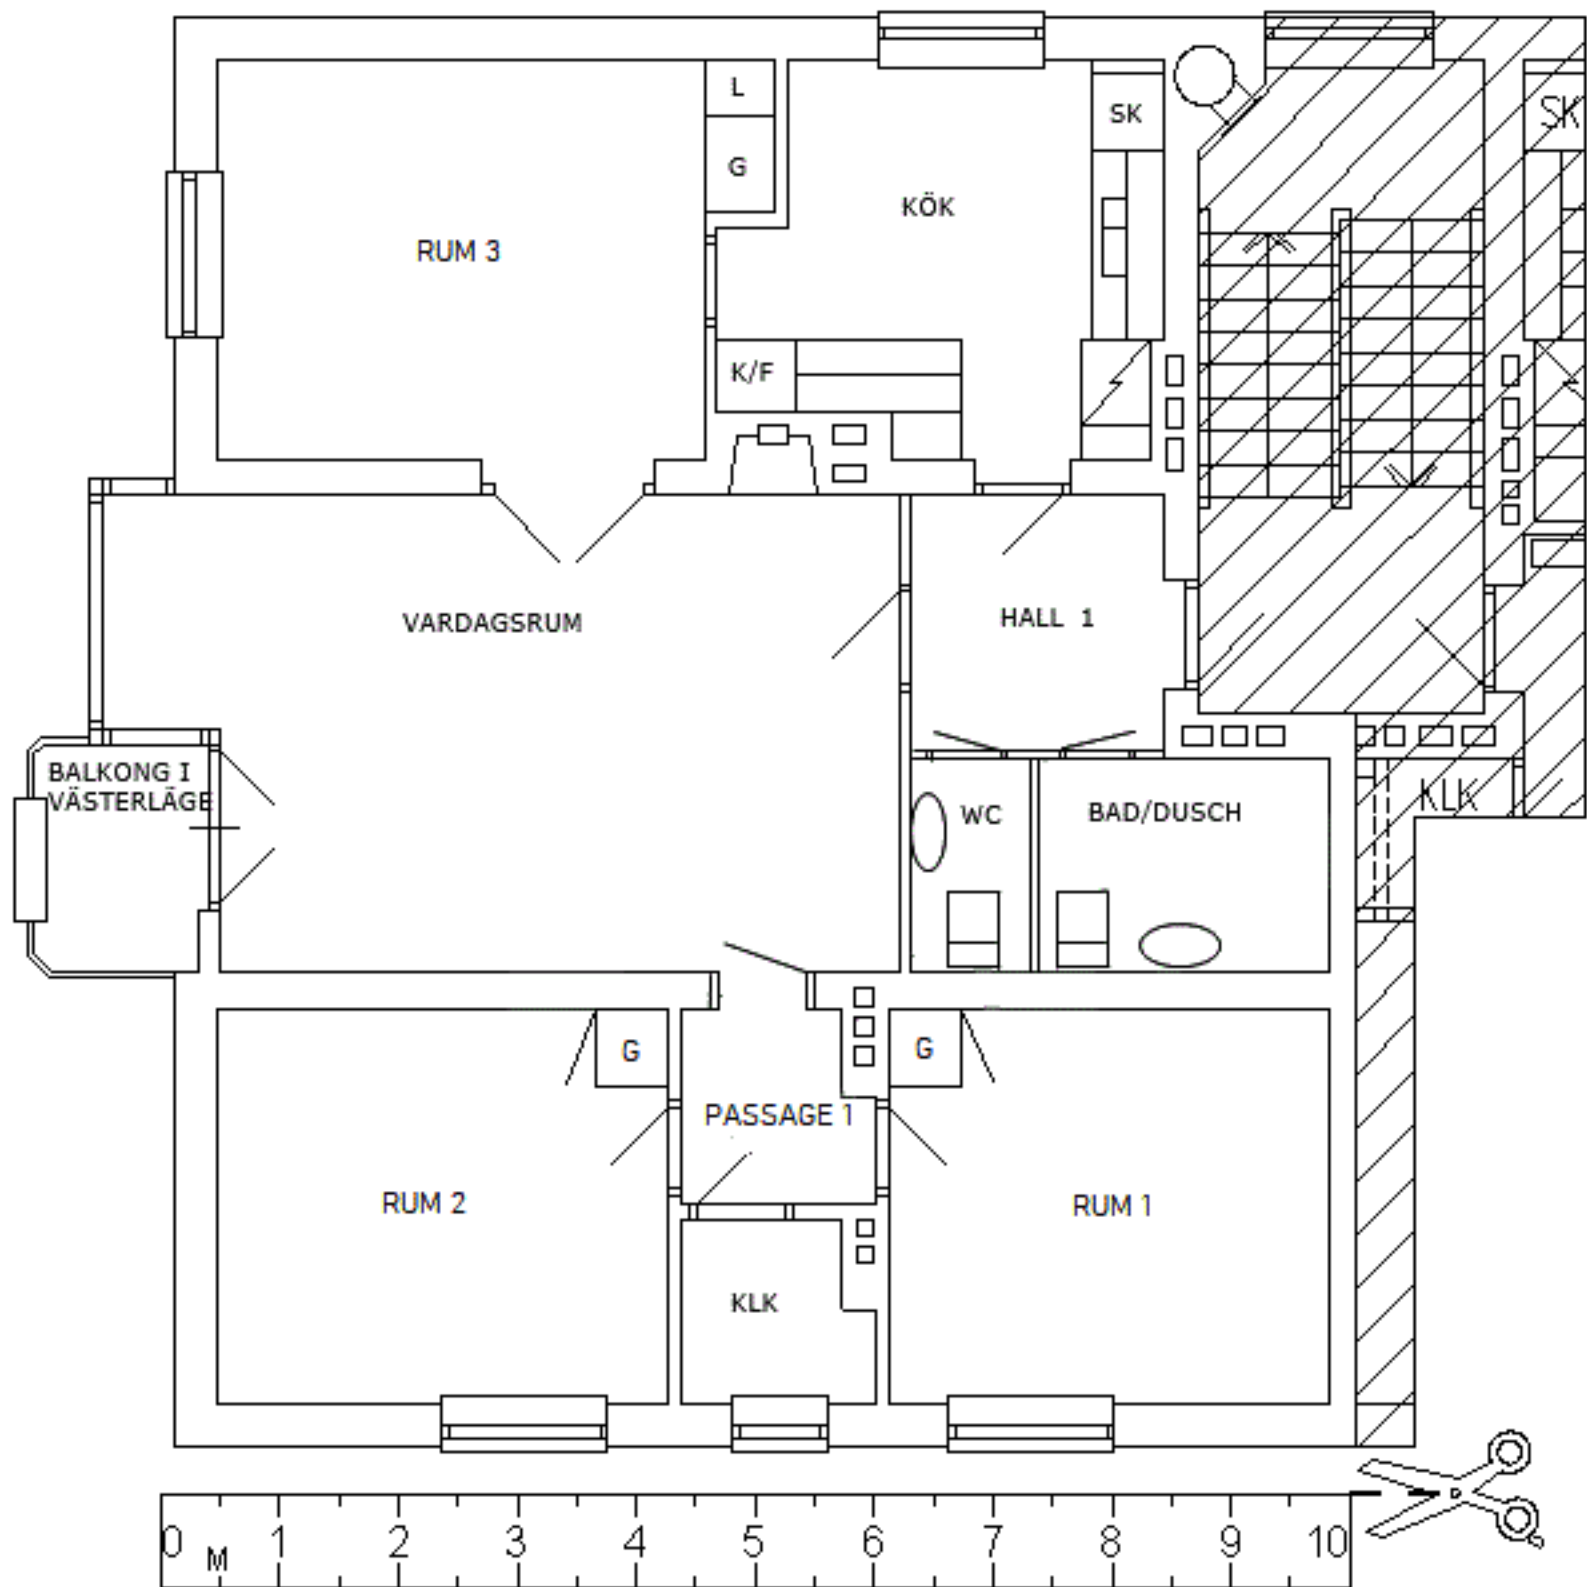 L
SK
SK
G
KÖK
RUM 3
K/F
VARDAGSRUM
HALL 1
BALKONG I
VÄSTERLÄGE
WC
BAD/DUSCH
KLK
G
G
PASSAGE 1
RUM 2
RUM 1
KLK
0 M 1 2 3 4 5 6 7 8 9 10